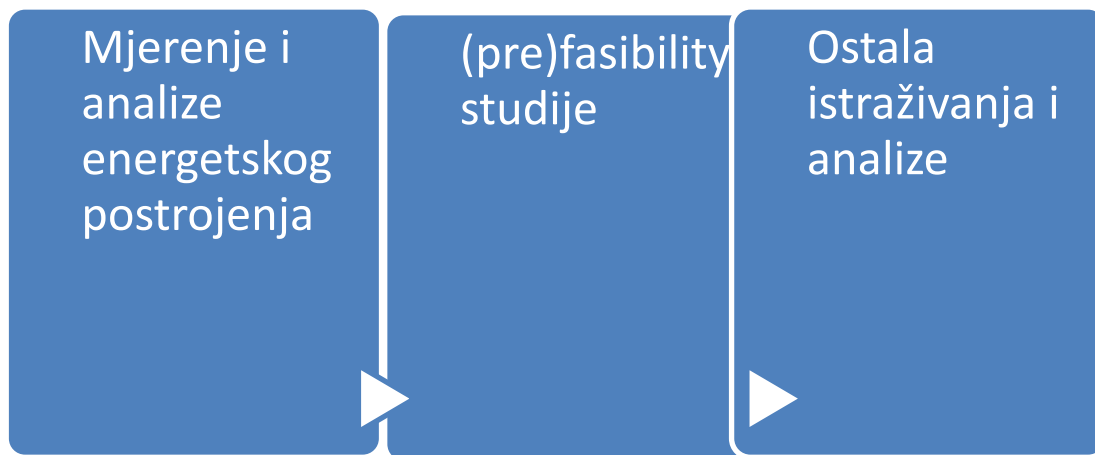 Mjerenje i
analize
energetskog
postrojenja
(pre)fasibility
studije
Ostala
istraživanja i
analize